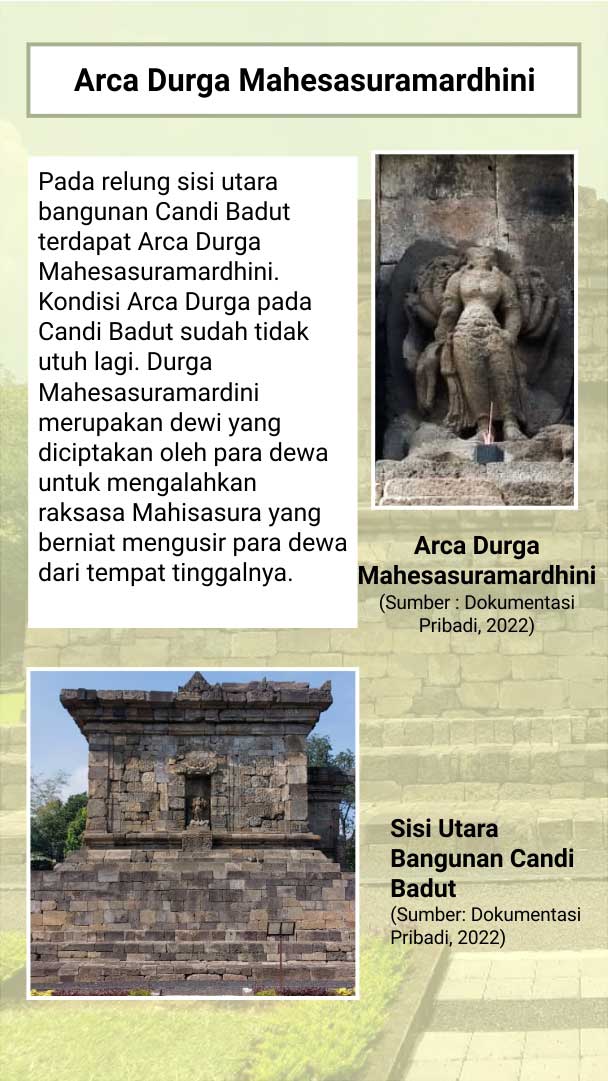 Arca Durga Mahesasuramardhini
Pada relung sisi utara
bangunan Candi Badut
terdapat Arca Durga
Mahesasuramardhini.
Kondisi Arca Durga pada
Candi Badut sudah tidak
utuh lagi. Durga
Mahesasuramardini
merupakan dewi yang
diciptakan oleh para dewa
untuk mengalahkan
raksasa Mahisasura yang
berniat mengusir para dewa
dari tempat tinggalnya.
Arca Durga
Mahesasuramardhini
(Sumber : Dokumentasi
Pribadi, 2022)
Sisi Utara
Bangunan Candi
Badut
(Sumber: Dokumentasi
Pribadi, 2022)